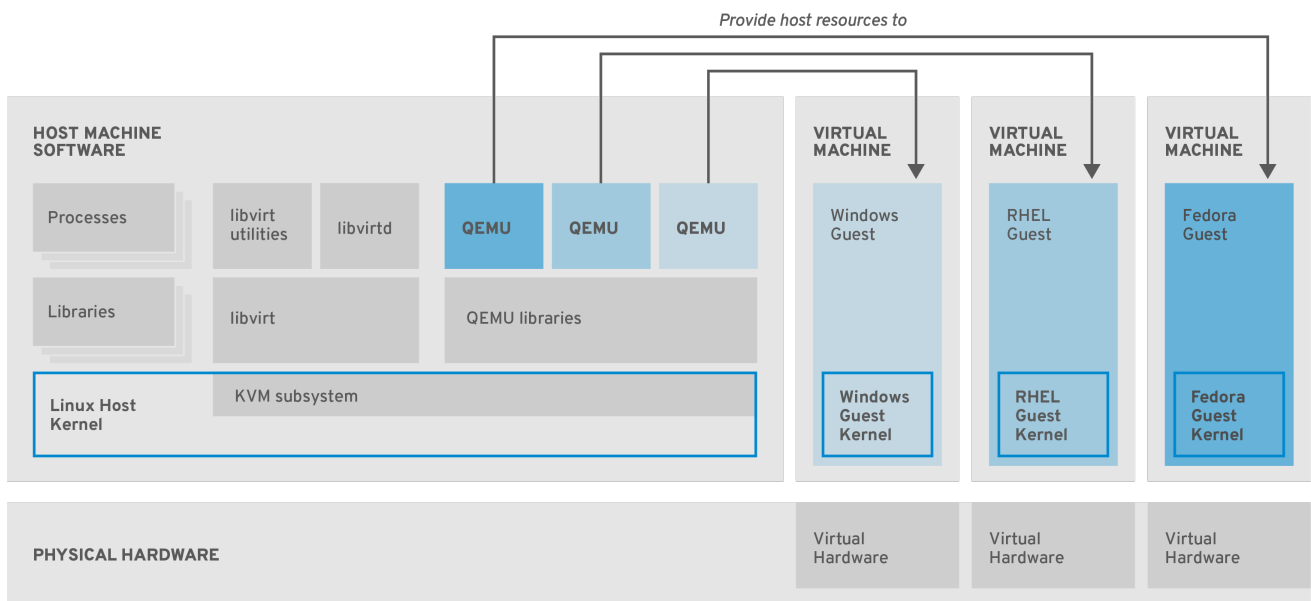 Provide host resources to
HOST MACHINE
SOFTWARE
Processes
libvirt
utilities
libvirtd
QEMU
QEMU
QEMU
Libraries
libvirt
QEMU libraries
Linux Host
Kernel
KVM subsystem
VIRTUAL
MACHINE
Windows
Guest
Windows
Guest
Kernel
VIRTUAL
MACHINE
RHEL
Guest
RHEL
Guest
Kernel
VIRTUAL
MACHINE
Fedora
Guest
Fedora
Guest
Kernel
PHYSICAL HARDWARE
Virtual
Hardware
Virtual
Hardware
Virtual
Hardware